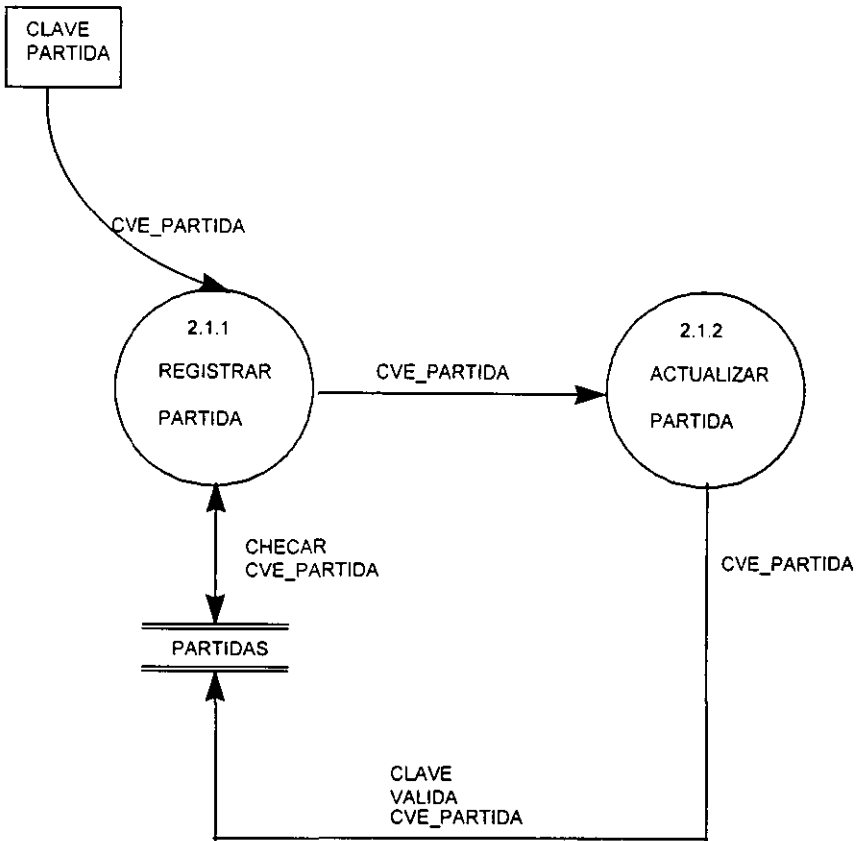 CLAVE
PARTIDA
CVE_PARTIDA
2.1.1
REGISTRAR
PARTIDA
CVE_PARTIDA
2.1.2
ACTUALIZAR
PARTIDA
CHECAR
CVE_PARTIDA
CVE_PARTIDA
PARTIDAS
CLAVE
VALIDA
CVE_PARTIDA